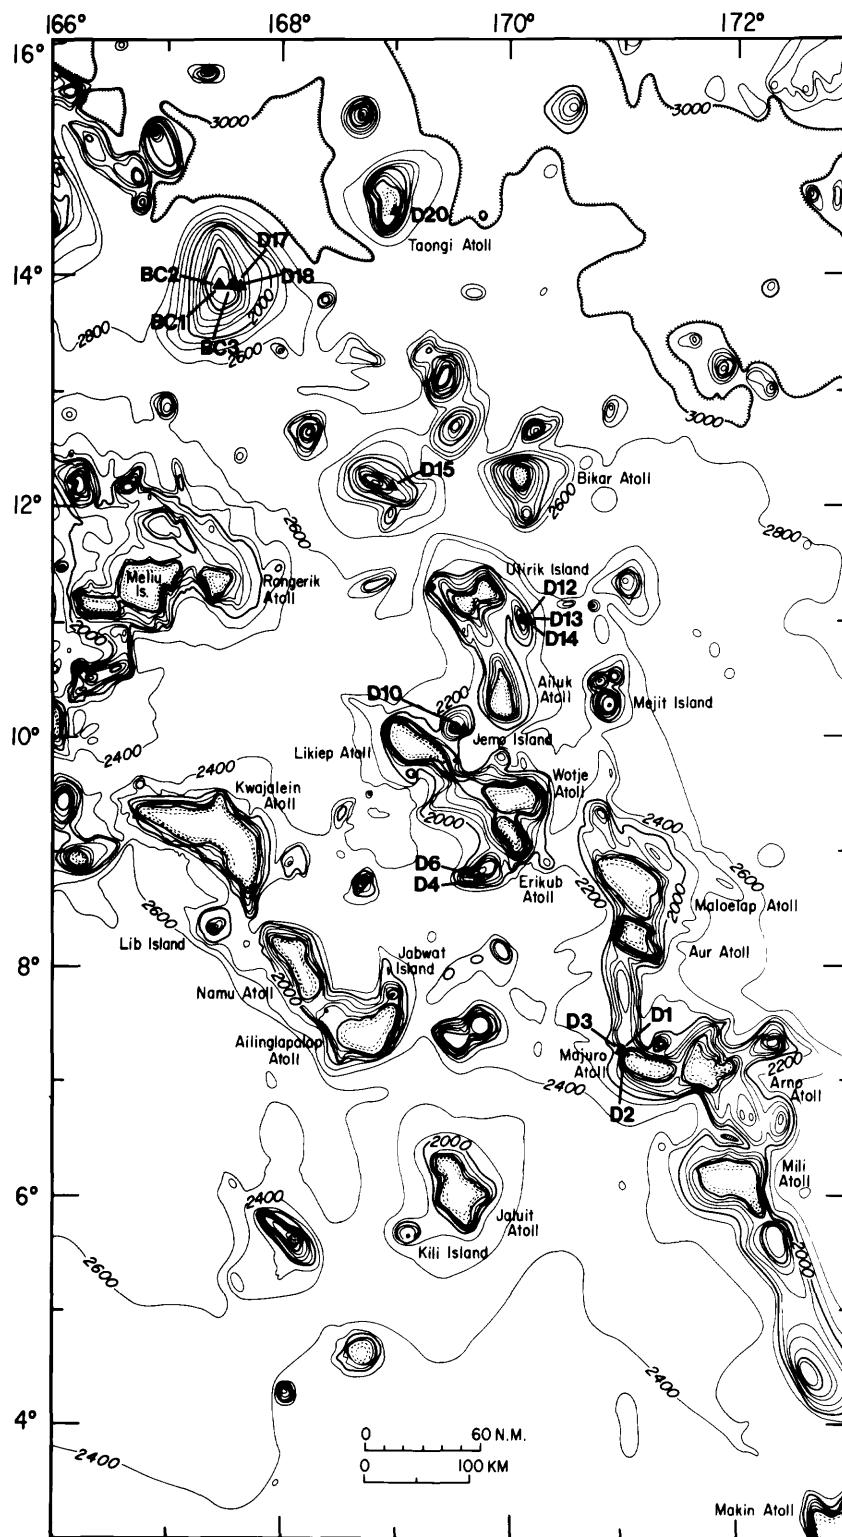 166° 168° 170° 172°
16°
3000
3000
D20
Taongi Atoll
D17
14°
BC2
D18
BC1
2000
2800
BC3
2600
3000
D15
Bikar Atoll
12°
2600
2600
2800
Utirik Island
Meliu
Is.
Rongerik
Atoll
D12
D13
D14
2000
Ailuk
Atoll
D10
2200
Mejit Island
10°
Jemo Island
Likiep Atoll
2400
2400
Kwajalein
Atoll
Wotje
Atoll
2000
2400
D6
D4
2600
Erikub
Atoll
2200
2000
2600
Maloelap Atoll
Lib Island
Aur Atoll
8°
Jabwat
Island
Namu Atoll
2000
D3
D1
Ailinglapalap
Atoll
Majuro
Atoll
2200
2400
Arno
Atoll
D2
2000
Mili
Atoll
6°
2400
Jaluit
Atoll
Kili Island
2000
2600
2400
4°
0 60 N.M.
2400
0 100 KM
Makin Atoll